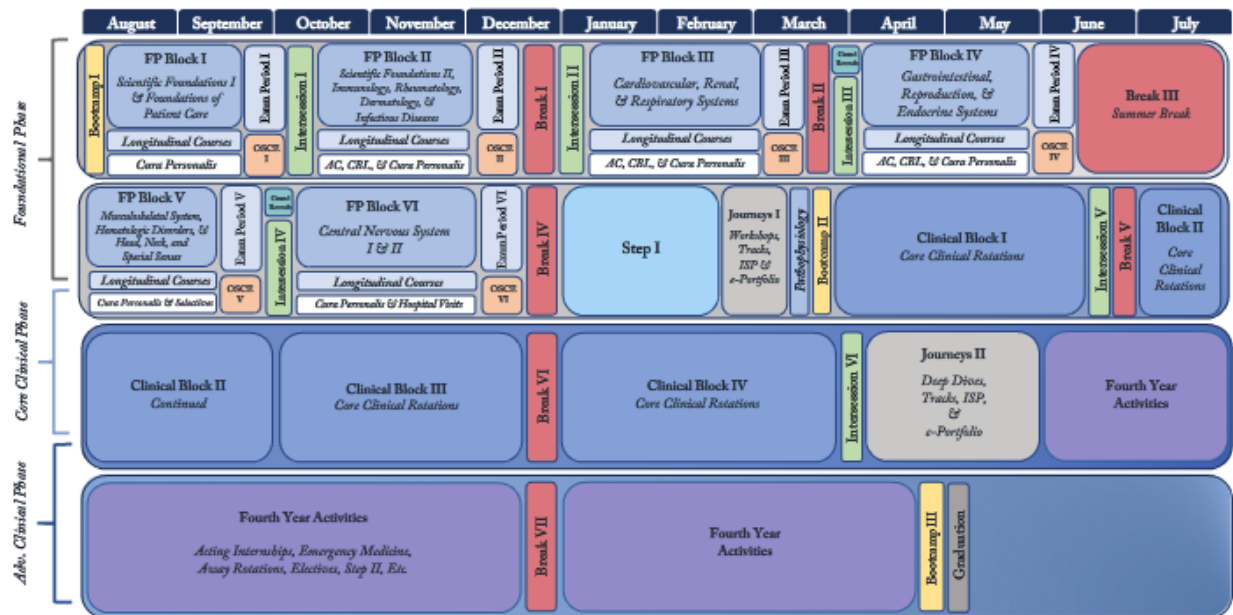 August September October November December January February March April May June July
Foundational Phase
Bootcamp I
FP Block I
Scientific Foundations I
& Foundations of
Patient Care
Longitudinal Courses
Cura Personalis
Exam Period I
OSCE
I
Intersession I
FP Block II
Scientific Foundations II,
Immunology, Rheumatology,
Dermatology, &
Infectious Diseases
Longitudinal Courses
AC, CBL, & Cura Personalis
Exam Period II
OSCE
II
Break I
Intersession II
FP Block III
Cardiovascular, Renal,
& Respiratory Systems
Longitudinal Courses
AC, CBL, & Cura Personalis
Exam Period III
OSCE
III
Break II
Grand
Rounds
Intersession III
FP Block IV
Gastrointestinal,
Reproduction, &
Endocrine Systems
Longitudinal Courses
AC, CBL, & Cura Personalis
Exam Period IV
OSCE
IV
Break III
Summer Break
FP Block V
Musculoskeletal System,
Hematologic Disorders, &
Head, Neck, and
Special Senses
Longitudinal Courses
Cura Personalis & Selectives
Exam Period V
OSCE
V
Grand
Rounds
Intersession IV
FP Block VI
Central Nervous System
I & II
Longitudinal Courses
Cura Personalis & Hospital Visits
Exam Period VI
OSCE
VI
Break IV
Step I
Journeys I
Workshops,
Tracks,
ISP &
e-Portfolio
Pathophysiology
Bootcamp II
Clinical Block I
Core Clinical Rotations
Intersession V
Break V
Clinical
Block II
Core
Clinical
Rotations
Core Clinical Phase
Clinical Block II
Continued
Clinical Block III
Core Clinical Rotations
Break VI
Clinical Block IV
Core Clinical Rotations
Intersession VI
Journeys II
Deep Dives,
Tracks, ISP,
&
e-Portfolio
Fourth Year
Activities
Adv. Clinical Phase
Fourth Year Activities
Acting Internships, Emergency Medicine,
Away Rotations, Electives, Step II, Etc.
Break VII
Fourth Year
Activities
Bootcamp III
Graduation